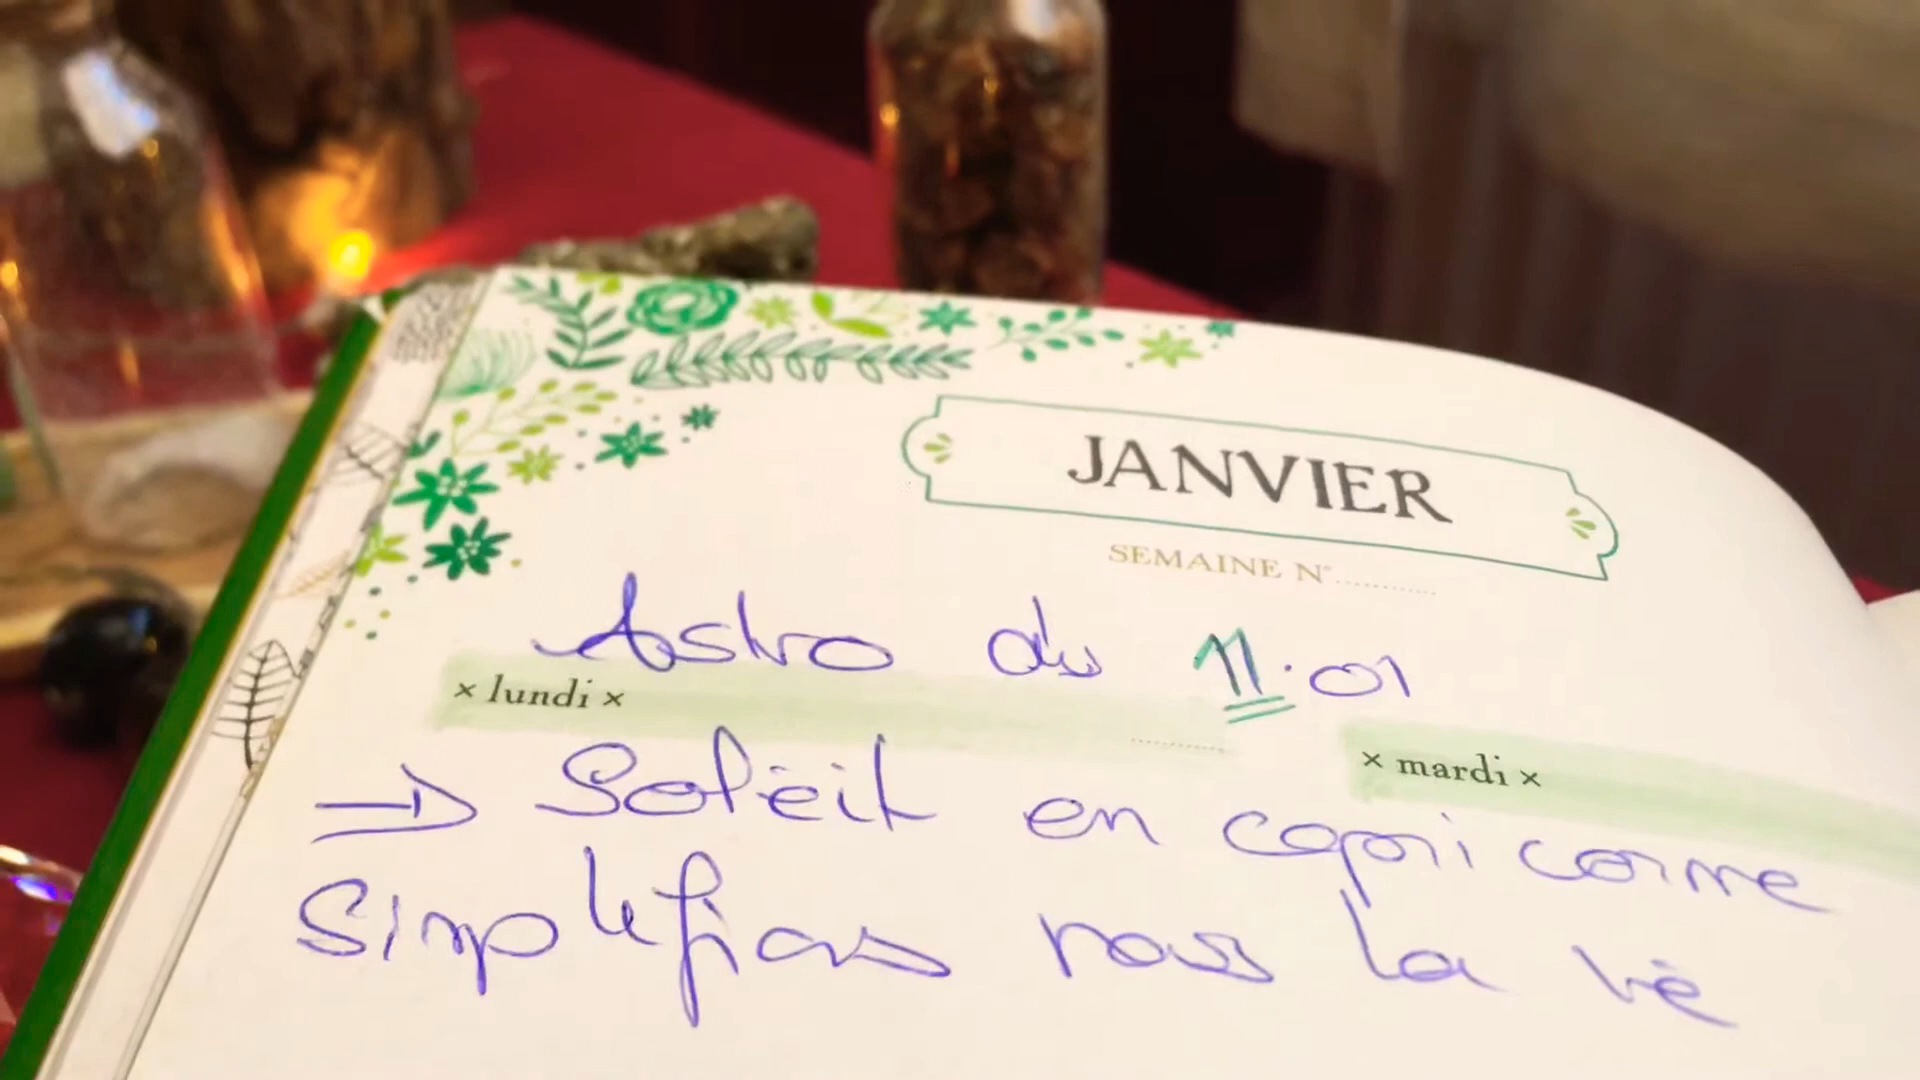 JANVIER
SEMAINE N°............
Astro du 11.01
× lundi × ............
× mardi ×
⇒ Soleil en capricorne
Simplifions nous la vie